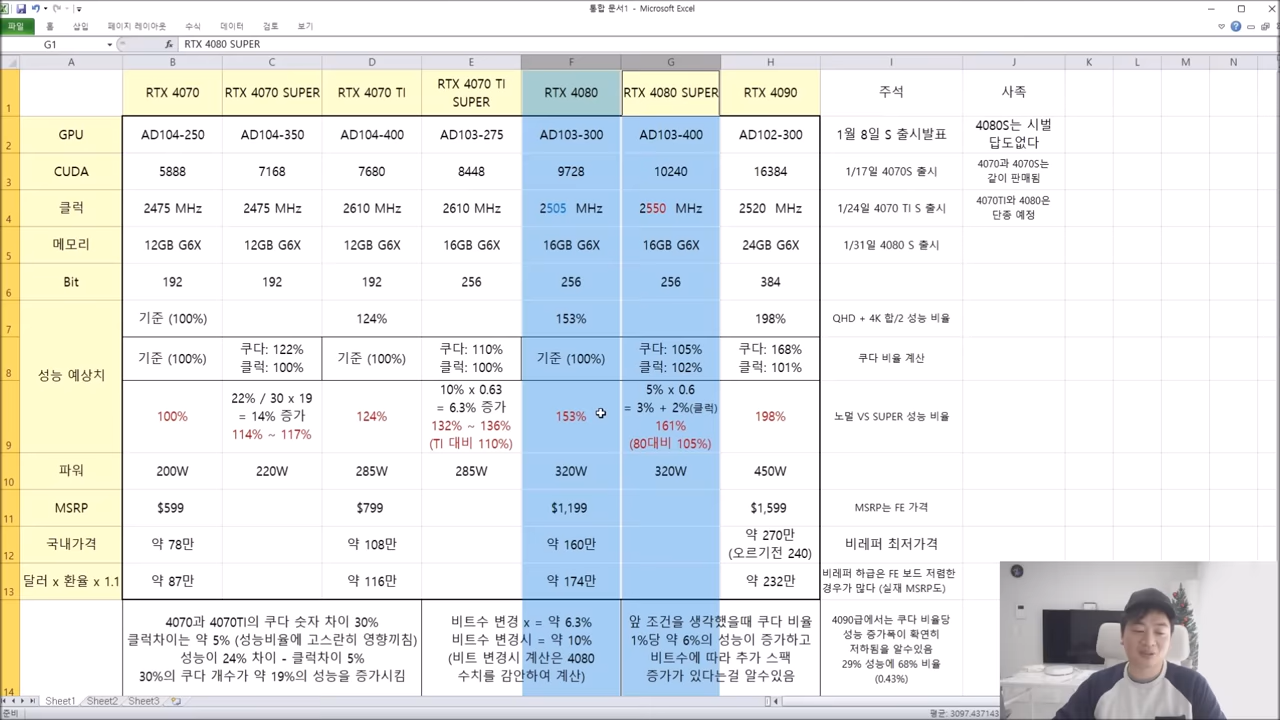 통합 문서1 - Microsoft Excel
파일 홈 삽입 페이지 레이아웃 수식 데이터 검토 보기
G1 fx RTX 4080 SUPER
A B C D E F G H I J K L M N
1 RTX 4070 RTX 4070 SUPER RTX 4070 TI RTX 4070 TI SUPER RTX 4080 RTX 4080 SUPER RTX 4090 주석 사족
2 GPU AD104-250 AD104-350 AD104-400 AD103-275 AD103-300 AD103-400 AD102-300 1월 8일 S 출시발표 4080S는 시벌 답도없다
3 CUDA 5888 7168 7680 8448 9728 10240 16384 1/17일 4070S 출시 4070과 4070S는 같이 판매됨
4 클럭 2475 MHz 2475 MHz 2610 MHz 2610 MHz 2505 MHz 2550 MHz 2520 MHz 1/24일 4070 TI S 출시 4070TI와 4080은 단종 예정
5 메모리 12GB G6X 12GB G6X 12GB G6X 16GB G6X 16GB G6X 16GB G6X 24GB G6X 1/31일 4080 S 출시
6 Bit 192 192 192 256 256 256 384
7 기준 (100%) 124% 153% 198% QHD + 4K 합/2 성능 비율
성능 예상치
8 기준 (100%) 쿠다: 122% 클럭: 100% 기준 (100%) 쿠다: 110% 클럭: 100% 기준 (100%) 쿠다: 105% 클럭: 102% 쿠다: 168% 클럭: 101% 쿠다 비율 계산
9 100% 22% / 30 x 19 = 14% 증가 114% ~ 117% 124% 10% x 0.63 = 6.3% 증가 132% ~ 136% (TI 대비 110%) 153% 5% x 0.6 = 3% + 2%(클럭) 161% (80대비 105%) 198% 노멀 VS SUPER 성능 비율
10 파워 200W 220W 285W 285W 320W 320W 450W
11 MSRP $599 $799 $1,199 $1,599 MSRP는 FE 가격
12 국내가격 약 78만 약 108만 약 160만 약 270만 (오르기전 240) 비레퍼 최저가격
13 달러 x 환율 x 1.1 약 87만 약 116만 약 174만 약 232만 비레퍼 하급은 FE 보드 저렴한 경우가 많다 (실재 MSRP도)
14
4070과 4070TI의 쿠다 숫자 차이 30%
클럭차이는 약 5% (성능비율에 고스란히 영향끼침)
성능이 24% 차이 - 클럭차이 5%
30%의 쿠다 개수가 약 19%의 성능을 증가시킴
비트수 변경 x = 약 6.3%
비트수 변경시 = 약 10%
(비트 변경시 계산은 4080
수치를 감안하여 계산)
앞 조건을 생각했을때 쿠다 비율
1%당 약 6%의 성능이 증가하고
비트수에 따라 추가 스팩
증가가 있다는걸 알수있음
4090급에서는 쿠다 비율당
성능 증가폭이 확연히
저하됨을 알수있음
29% 성능에 68% 비율
(0.43%)
Sheet1 Sheet2 Sheet3
준비 평균: 3097.437143